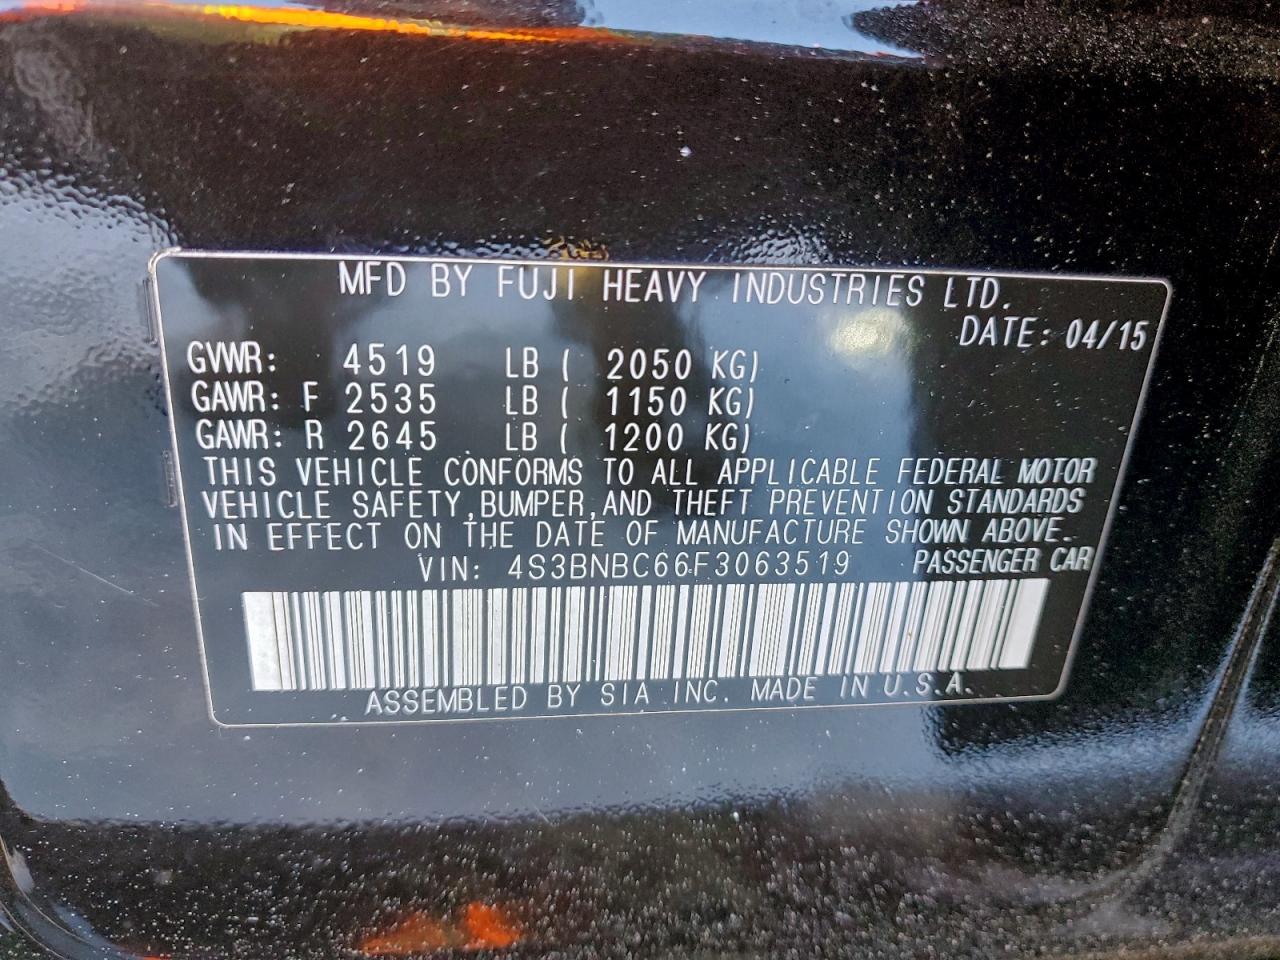 MFD BY FUJI HEAVY INDUSTRIES LTD.
DATE: 04/15
GVWR: 4519 LB ( 2050 KG)
GAWR: F 2535 LB ( 1150 KG)
GAWR: R 2645 LB ( 1200 KG)
THIS VEHICLE CONFORMS TO ALL APPLICABLE FEDERAL MOTOR
VEHICLE SAFETY, BUMPER, AND THEFT PREVENTION STANDARDS
IN EFFECT ON THE DATE OF MANUFACTURE SHOWN ABOVE.
VIN: 4S3BNBC66F3063519 PASSENGER CAR
ASSEMBLED BY SIA INC. MADE IN U.S.A.